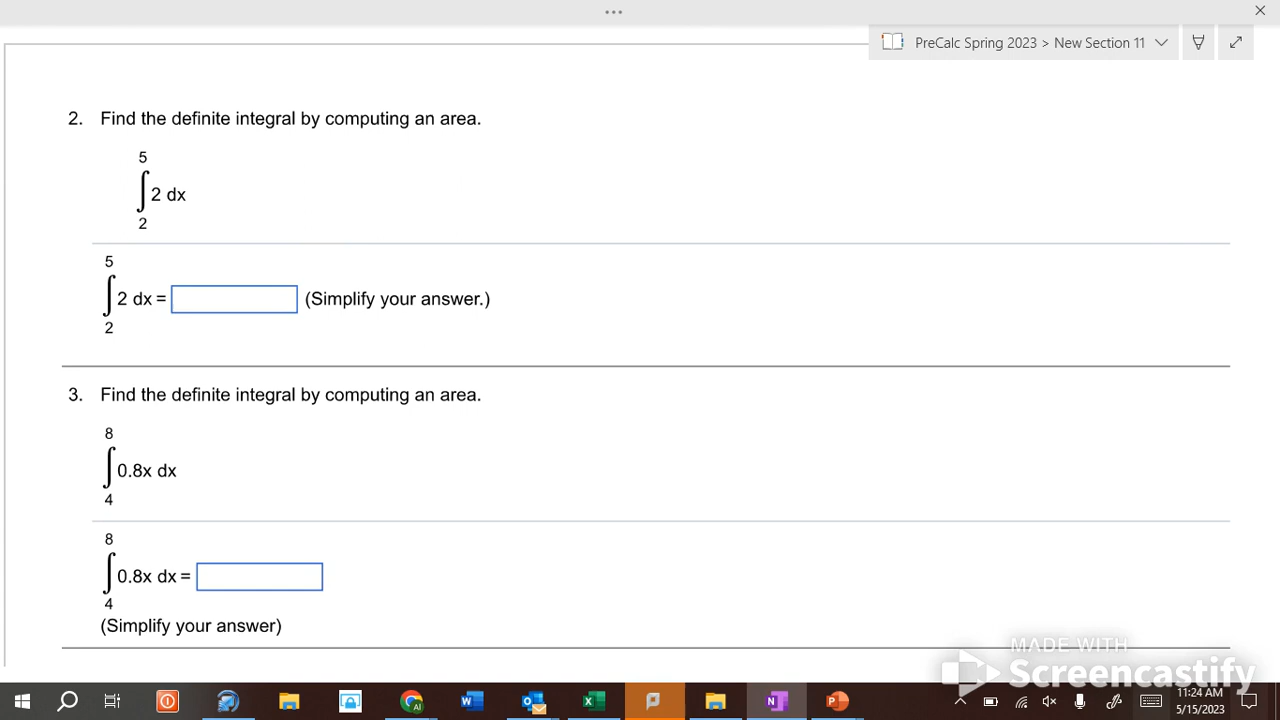 PreCalc Spring 2023 > New Section 11
2. Find the definite integral by computing an area.
5
∫ 2 dx
2
5
∫ 2 dx = (Simplify your answer.)
2
3. Find the definite integral by computing an area.
8
∫ 0.8x dx
4
8
∫ 0.8x dx =
4
(Simplify your answer)
MADE WITH
Screencastify
11:24 AM
5/15/2023